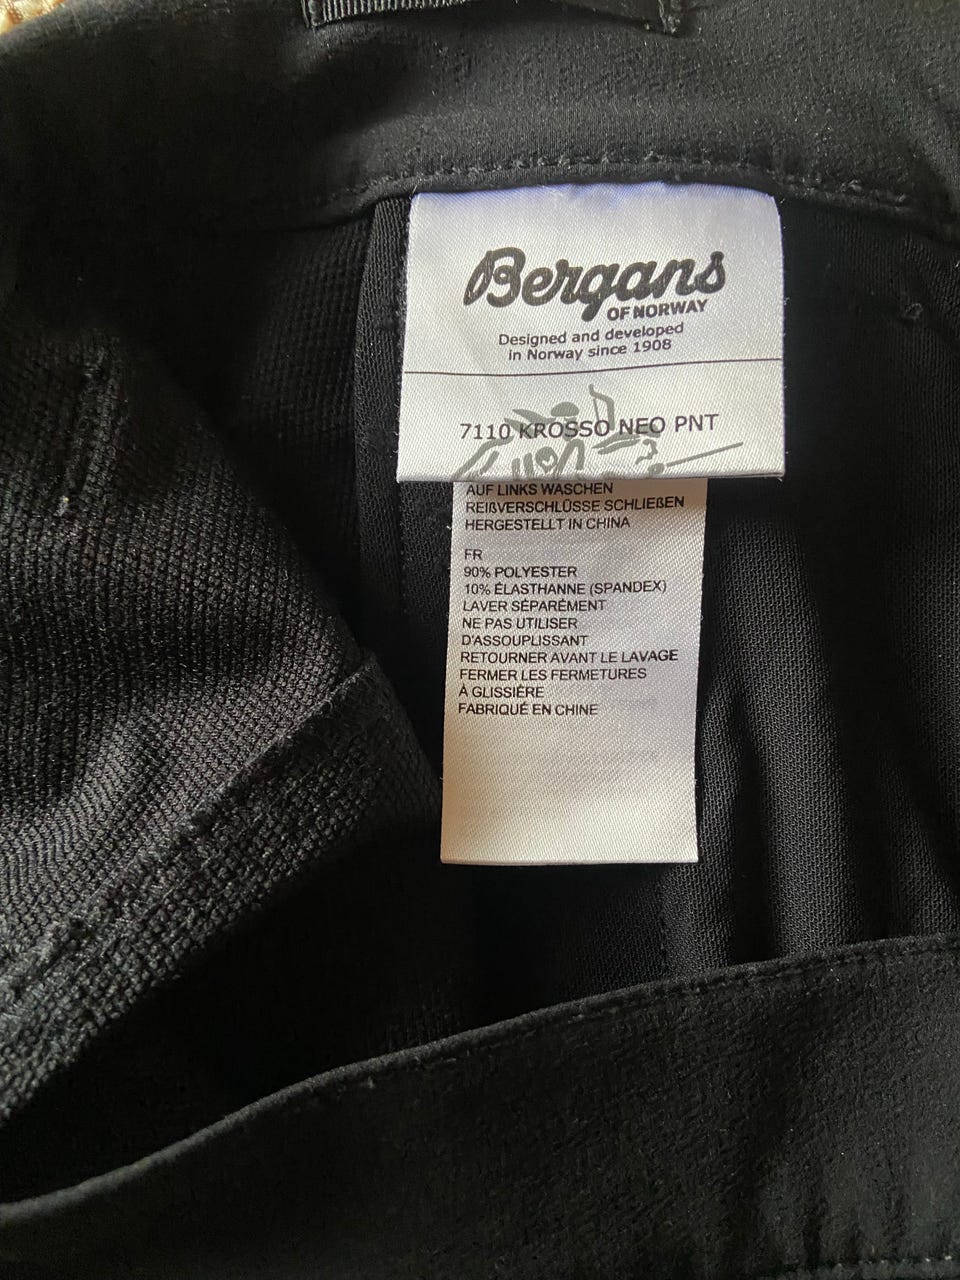 Bergans
OF NORWAY
Designed and developed
in Norway since 1908
7110 KROSSO NEO PNT
AUF LINKS WASCHEN
REIẞVERSCHLÜSSE SCHLIEẞEN
HERGESTELLT IN CHINA
FR
90% POLYESTER
10% ÉLASTHANNE (SPANDEX)
LAVER SÉPARÉMENT
NE PAS UTILISER
D'ASSOUPLISSANT
RETOURNER AVANT LE LAVAGE
FERMER LES FERMETURES
À GLISSIÈRE
FABRIQUÉ EN CHINE